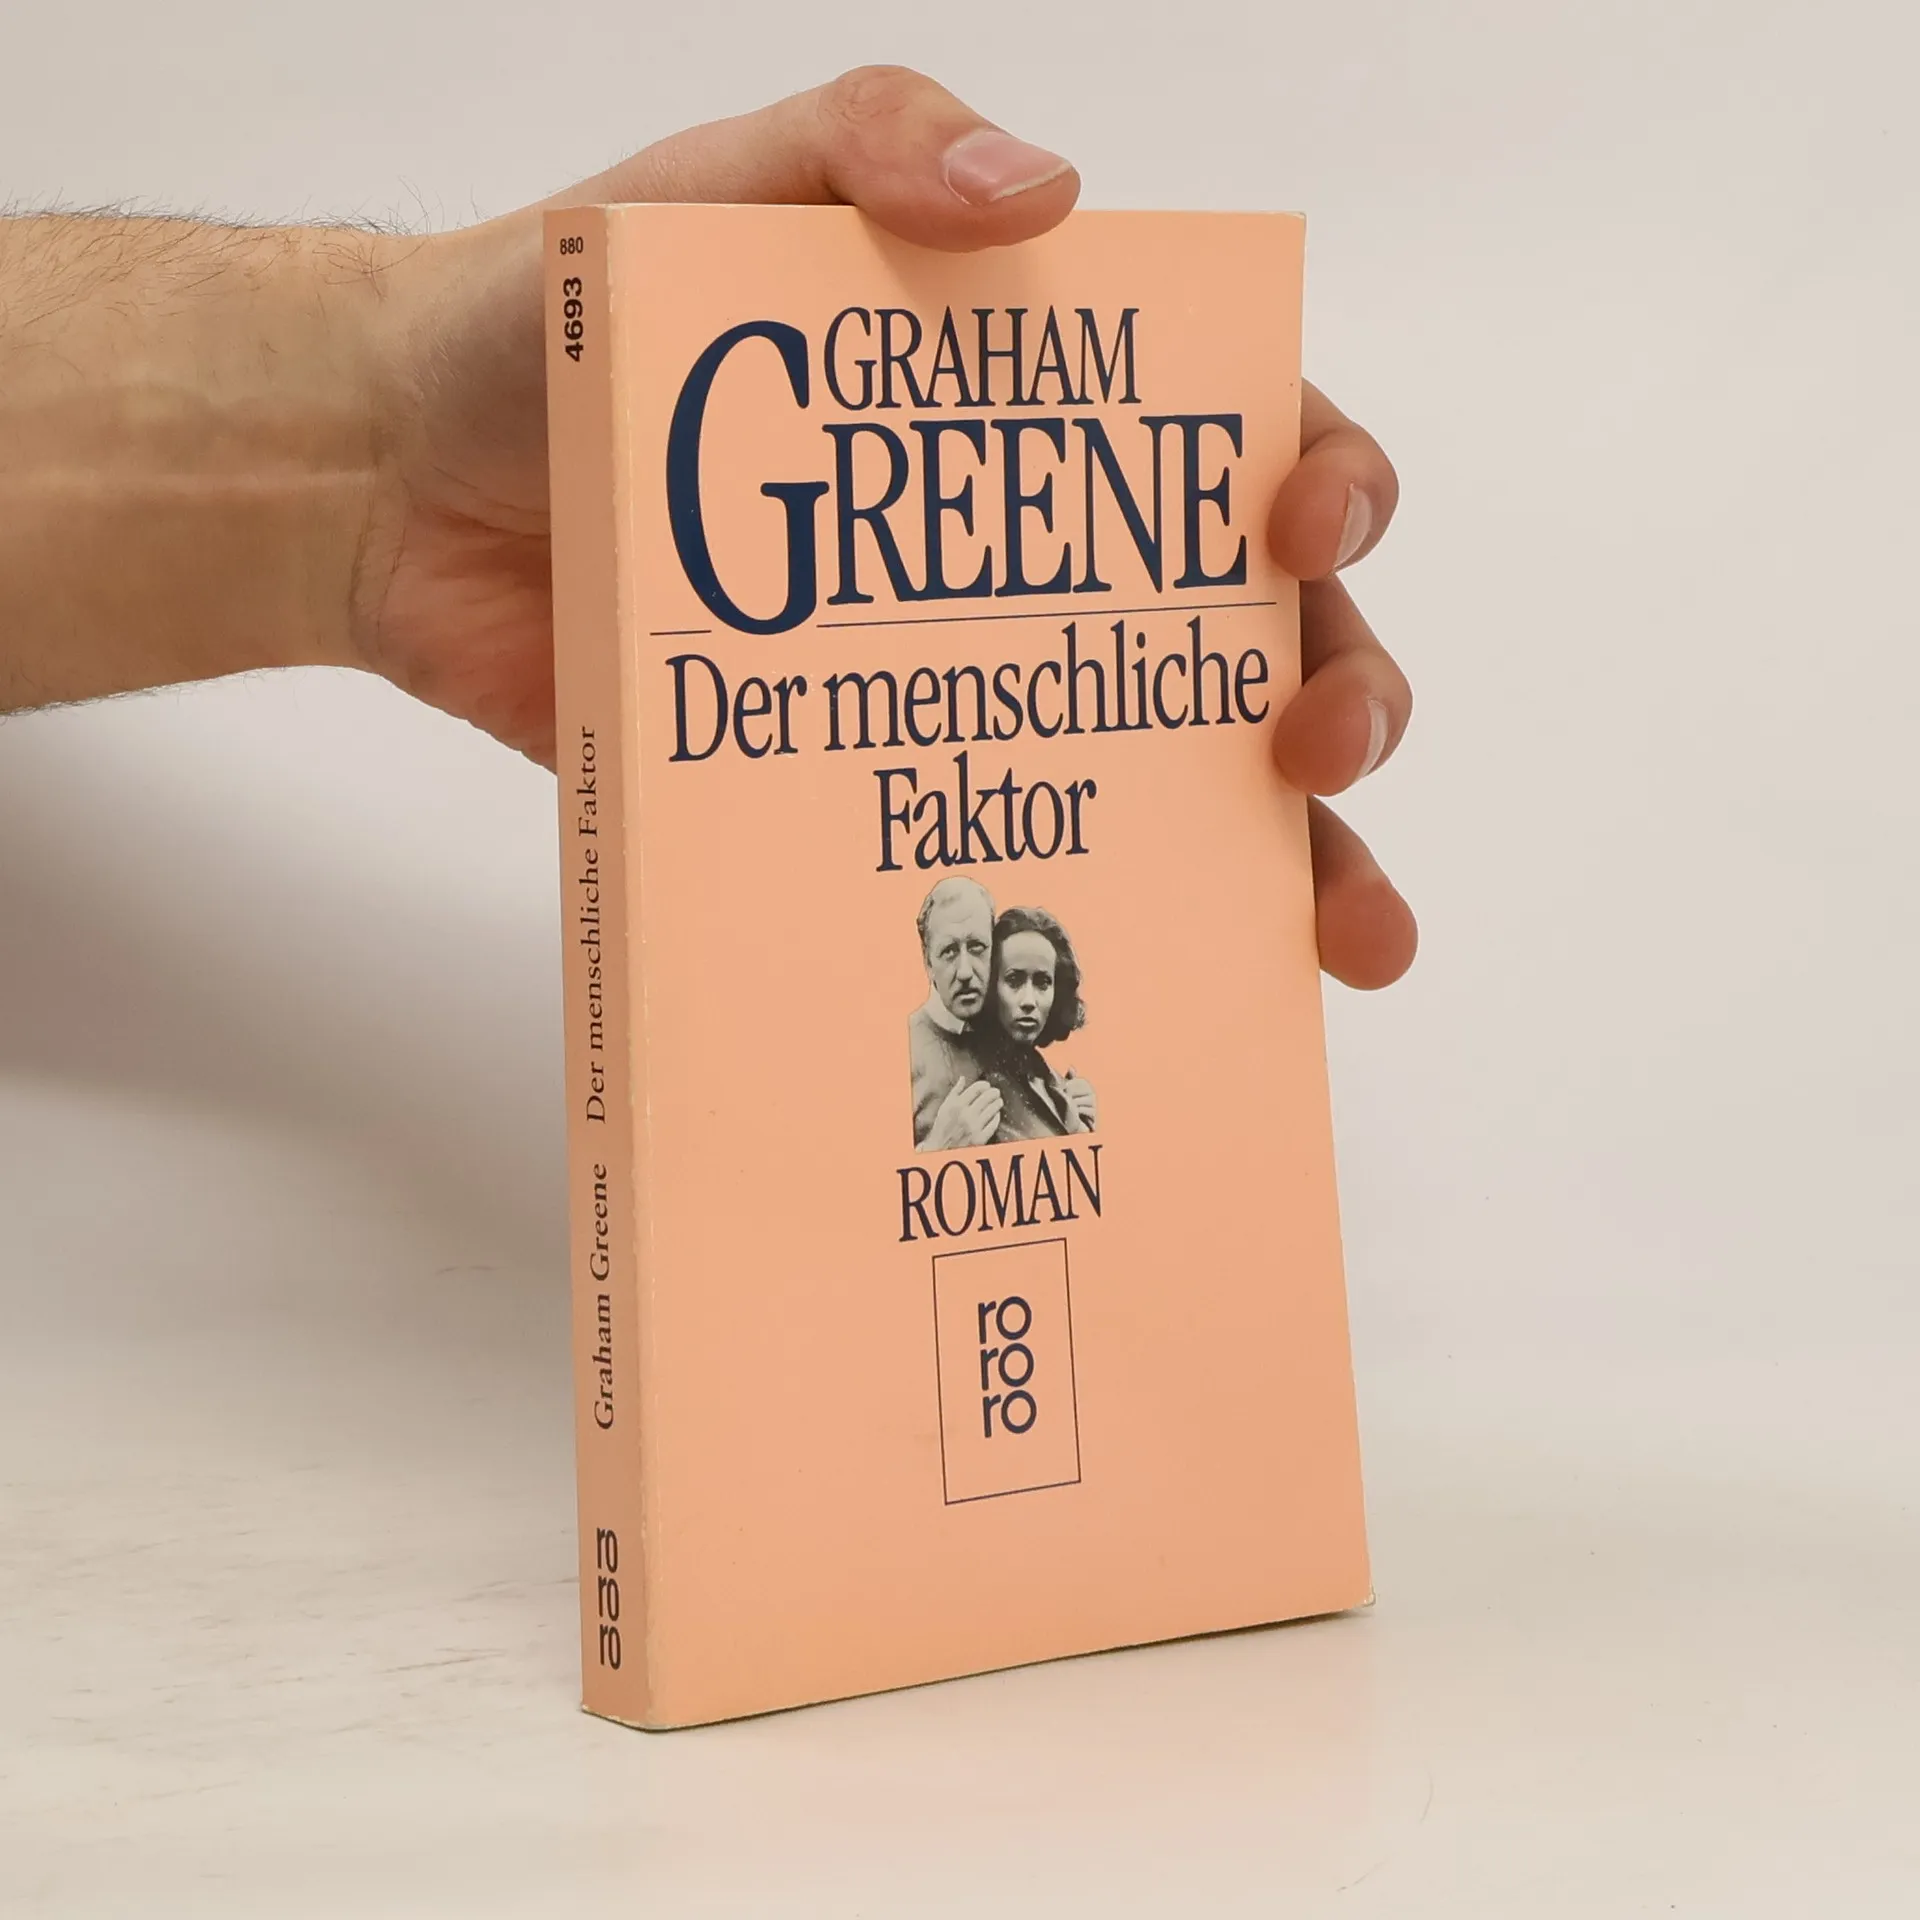 880
4693
Graham Greene Der menschliche Faktor
ro
ro
ro
GRAHAM
GREENE
Der menschliche
Faktor
ROMAN
ro
ro
ro